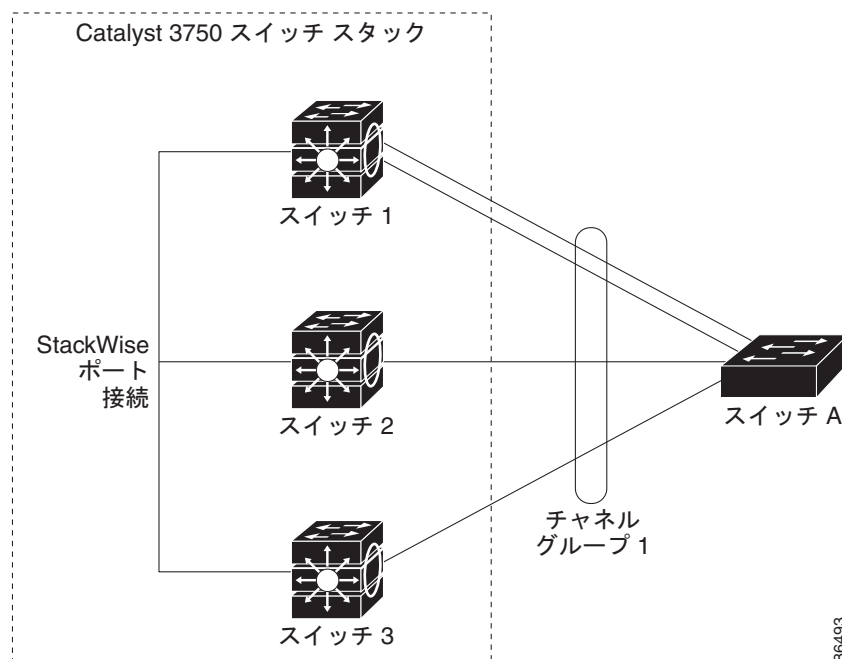 Catalyst 3750 スイッチ スタック
スイッチ 1
StackWise
ポート
接続
スイッチ 2
スイッチ A
チャネル
グループ 1
スイッチ 3
86493